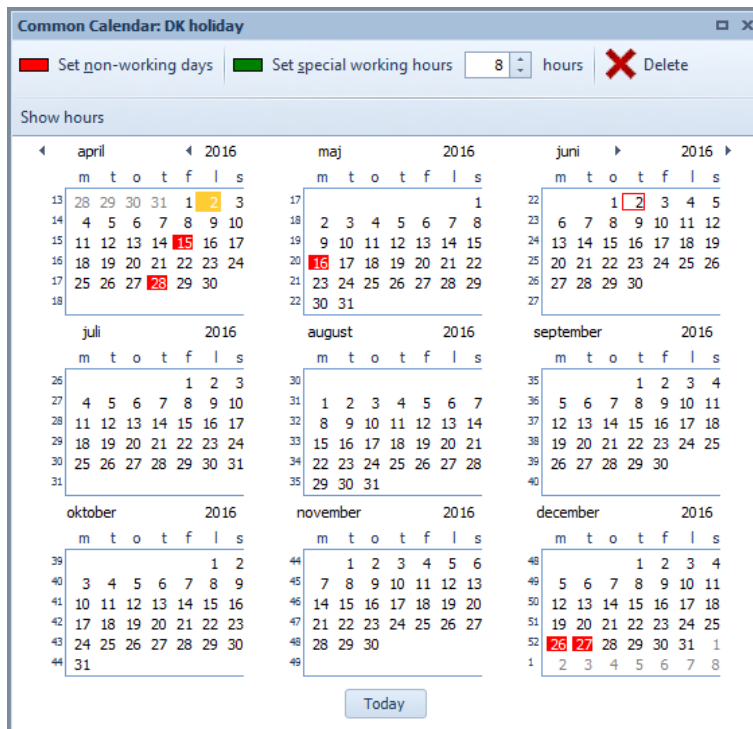 Common Calendar: DK holiday
Set non-working days Set special working hours 8 hours Delete
Show hours
april 2016 maj 2016 juni 2016
m t o t f l s m t o t f l s m t o t f l s
13 28 29 30 31 1 2 3 17 1 22 1 2 3 4 5
14 4 5 6 7 8 9 10 18 2 3 4 5 6 7 8 23 6 7 8 9 10 11 12
15 11 12 13 14 15 16 17 19 9 10 11 12 13 14 15 24 13 14 15 16 17 18 19
16 18 19 20 21 22 23 24 20 16 17 18 19 20 21 22 25 20 21 22 23 24 25 26
17 25 26 27 28 29 30 21 23 24 25 26 27 28 29 26 27 28 29 30
18 22 30 31 27
juli 2016 august 2016 september 2016
m t o t f l s m t o t f l s m t o t f l s
26 1 2 3 30 35 1 2 3 4
27 4 5 6 7 8 9 10 31 1 2 3 4 5 6 7 36 5 6 7 8 9 10 11
28 11 12 13 14 15 16 17 32 8 9 10 11 12 13 14 37 12 13 14 15 16 17 18
29 18 19 20 21 22 23 24 33 15 16 17 18 19 20 21 38 19 20 21 22 23 24 25
30 25 26 27 28 29 30 31 34 22 23 24 25 26 27 28 39 26 27 28 29 30
31 35 29 30 31 40
oktober 2016 november 2016 december 2016
m t o t f l s m t o t f l s m t o t f l s
39 1 2 44 1 2 3 4 5 6 48 1 2 3 4
40 3 4 5 6 7 8 9 45 7 8 9 10 11 12 13 49 5 6 7 8 9 10 11
41 10 11 12 13 14 15 16 46 14 15 16 17 18 19 20 50 12 13 14 15 16 17 18
42 17 18 19 20 21 22 23 47 21 22 23 24 25 26 27 51 19 20 21 22 23 24 25
43 24 25 26 27 28 29 30 48 28 29 30 52 26 27 28 29 30 31 1
44 31 49 1 2 3 4 5 6 7 8
Today